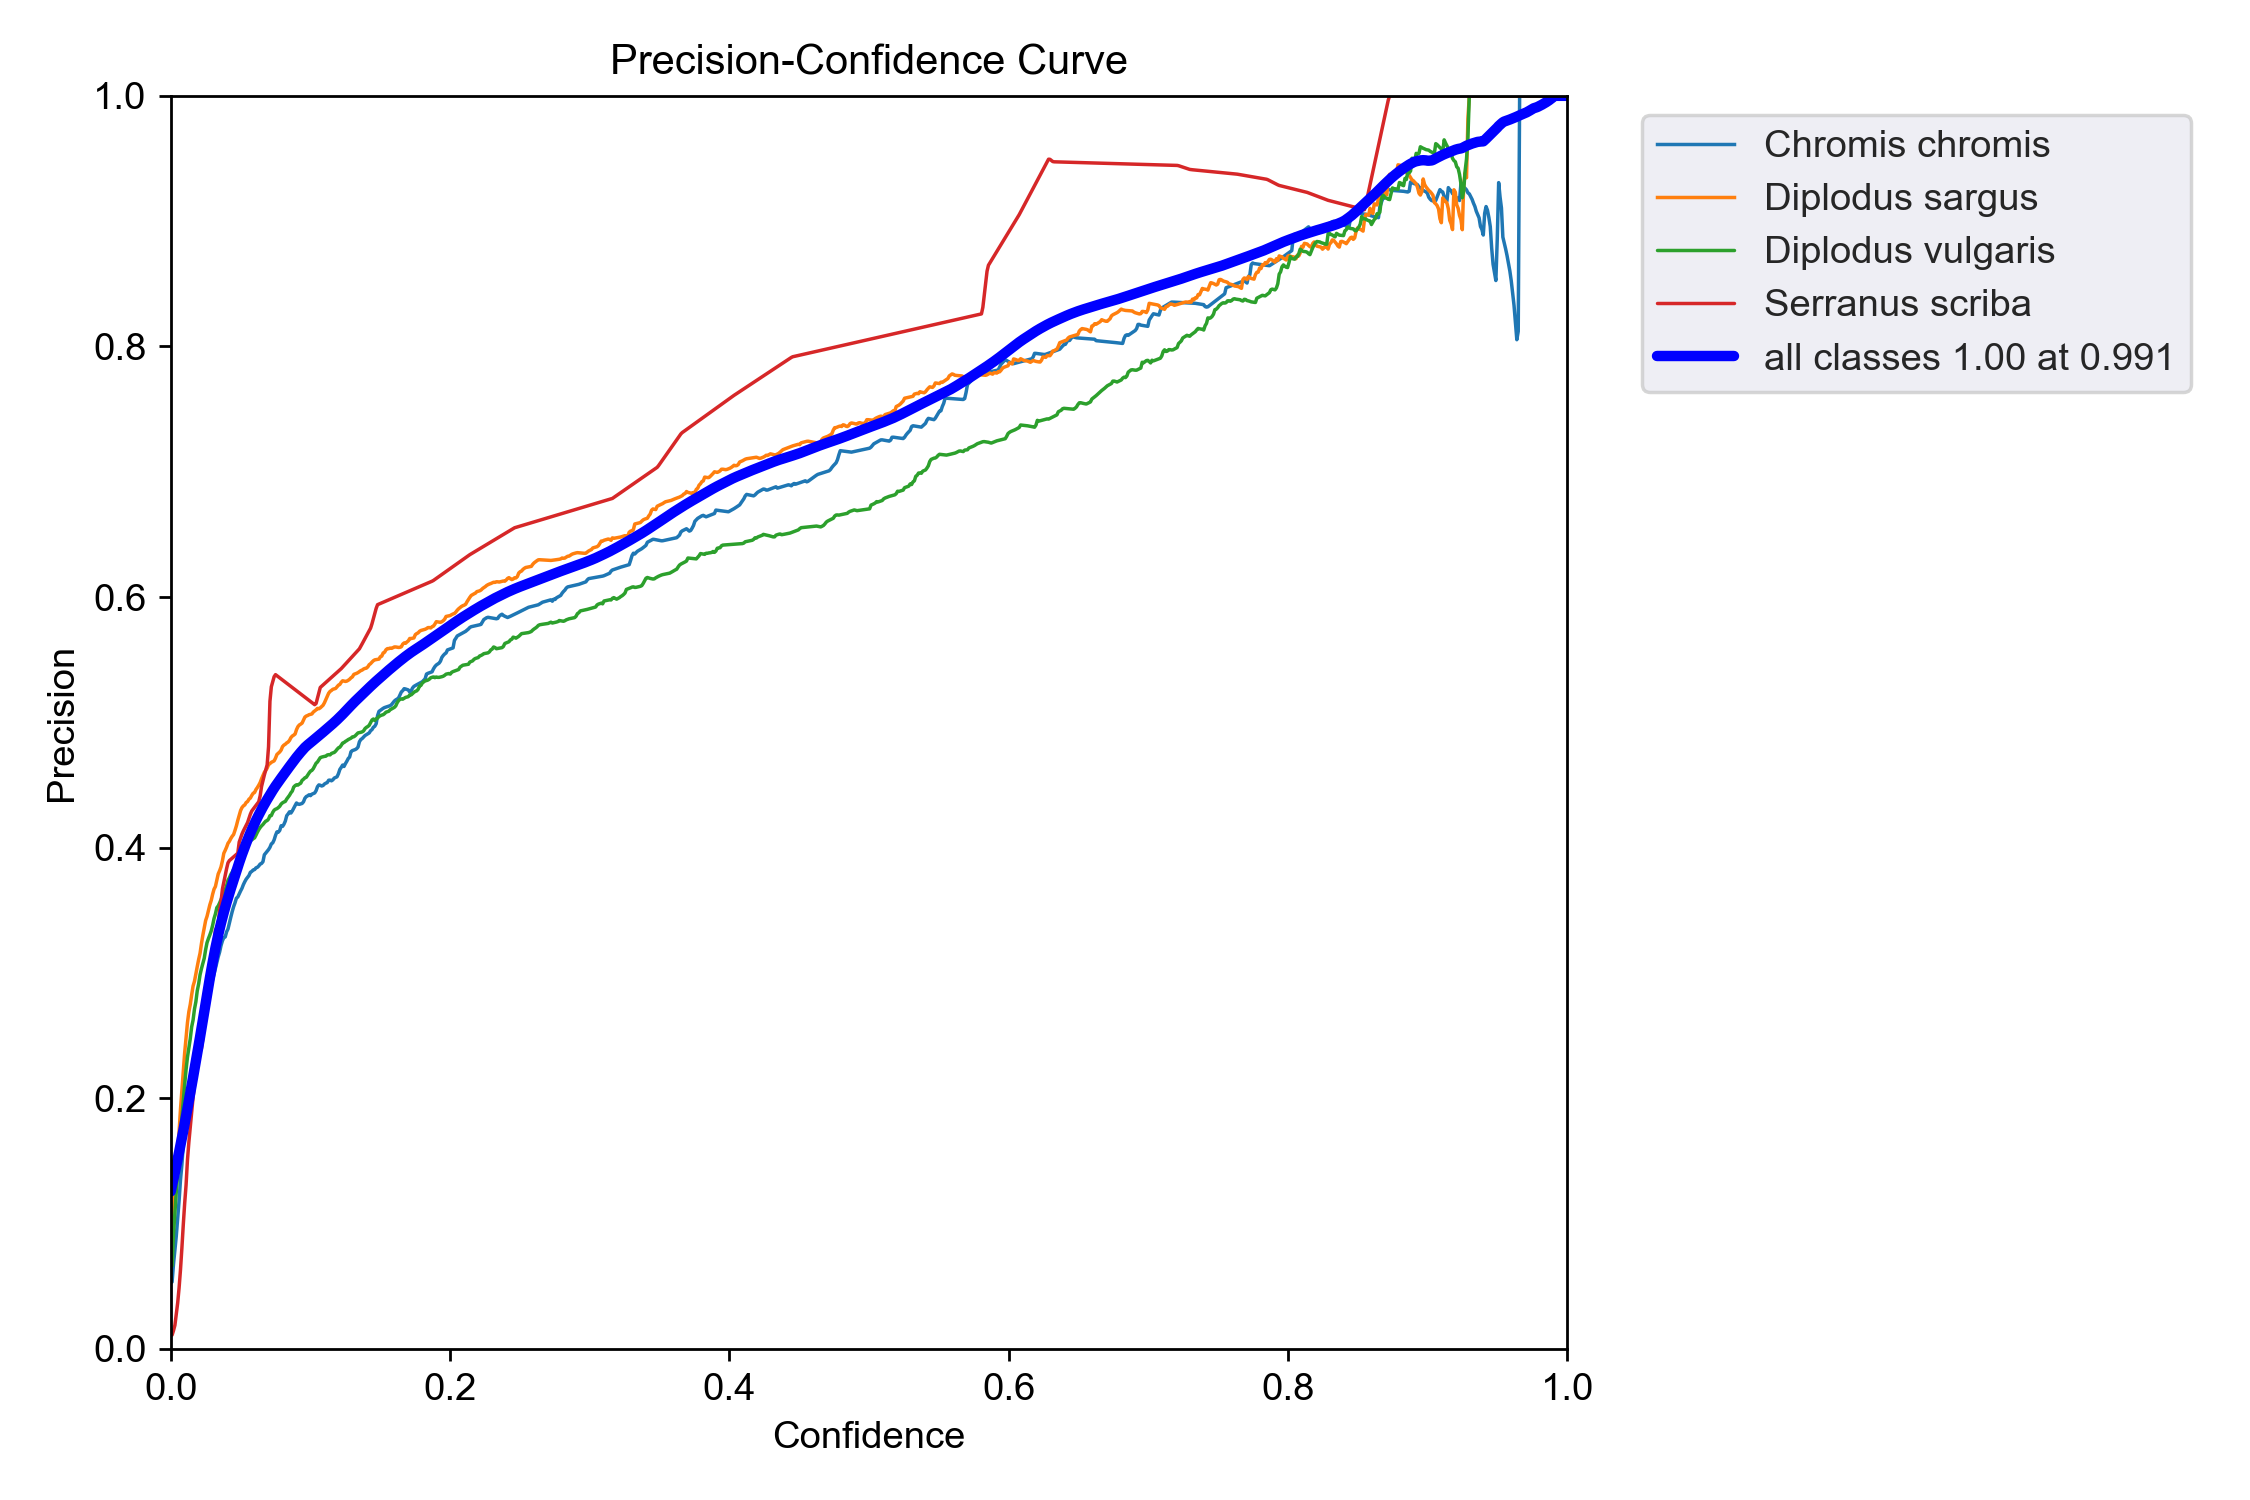 Precision-Confidence Curve
1.0
0.8
0.6
0.4
0.2
0.0
Precision
0.0 0.2 0.4 0.6 0.8 1.0
Confidence
Chromis chromis
Diplodus sargus
Diplodus vulgaris
Serranus scriba
all classes 1.00 at 0.991